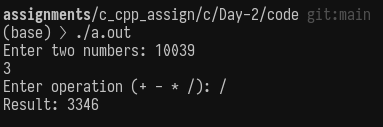 assignments/c_cpp_assign/c/Day-2/code git:main
(base) > ./a.out
Enter two numbers: 10039
3
Enter operation (+ - * /): /
Result: 3346